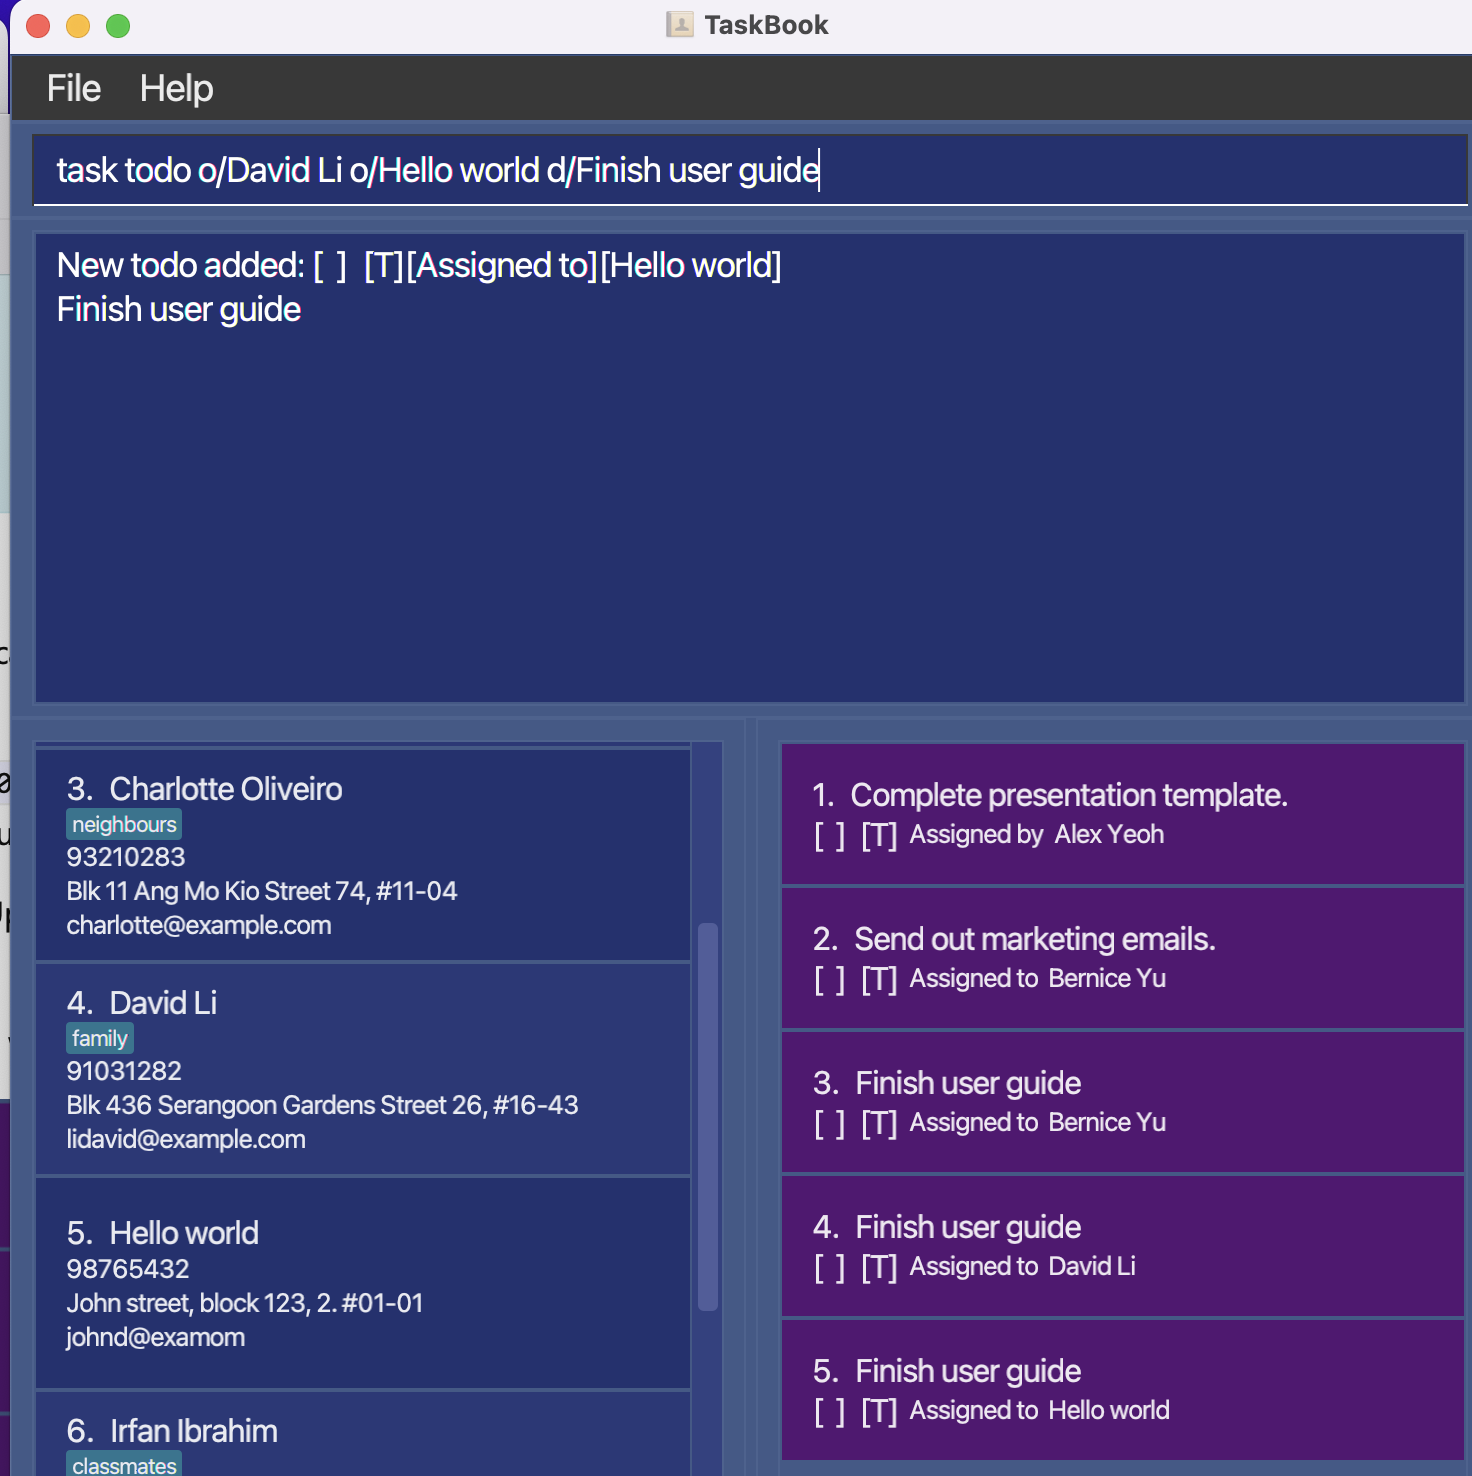 TaskBook
File Help
task todo o/David Li o/Hello world d/Finish user guide
New todo added: [ ] [T][Assigned to][Hello world]
Finish user guide
3. Charlotte Oliveiro
neighbours
93210283
Blk 11 Ang Mo Kio Street 74, #11-04
charlotte@example.com
4. David Li
family
91031282
Blk 436 Serangoon Gardens Street 26, #16-43
lidavid@example.com
5. Hello world
98765432
John street, block 123, 2. #01-01
johnd@examom
6. Irfan Ibrahim
classmates
1. Complete presentation template.
[ ] [T] Assigned by Alex Yeoh
2. Send out marketing emails.
[ ] [T] Assigned to Bernice Yu
3. Finish user guide
[ ] [T] Assigned to Bernice Yu
4. Finish user guide
[ ] [T] Assigned to David Li
5. Finish user guide
[ ] [T] Assigned to Hello world